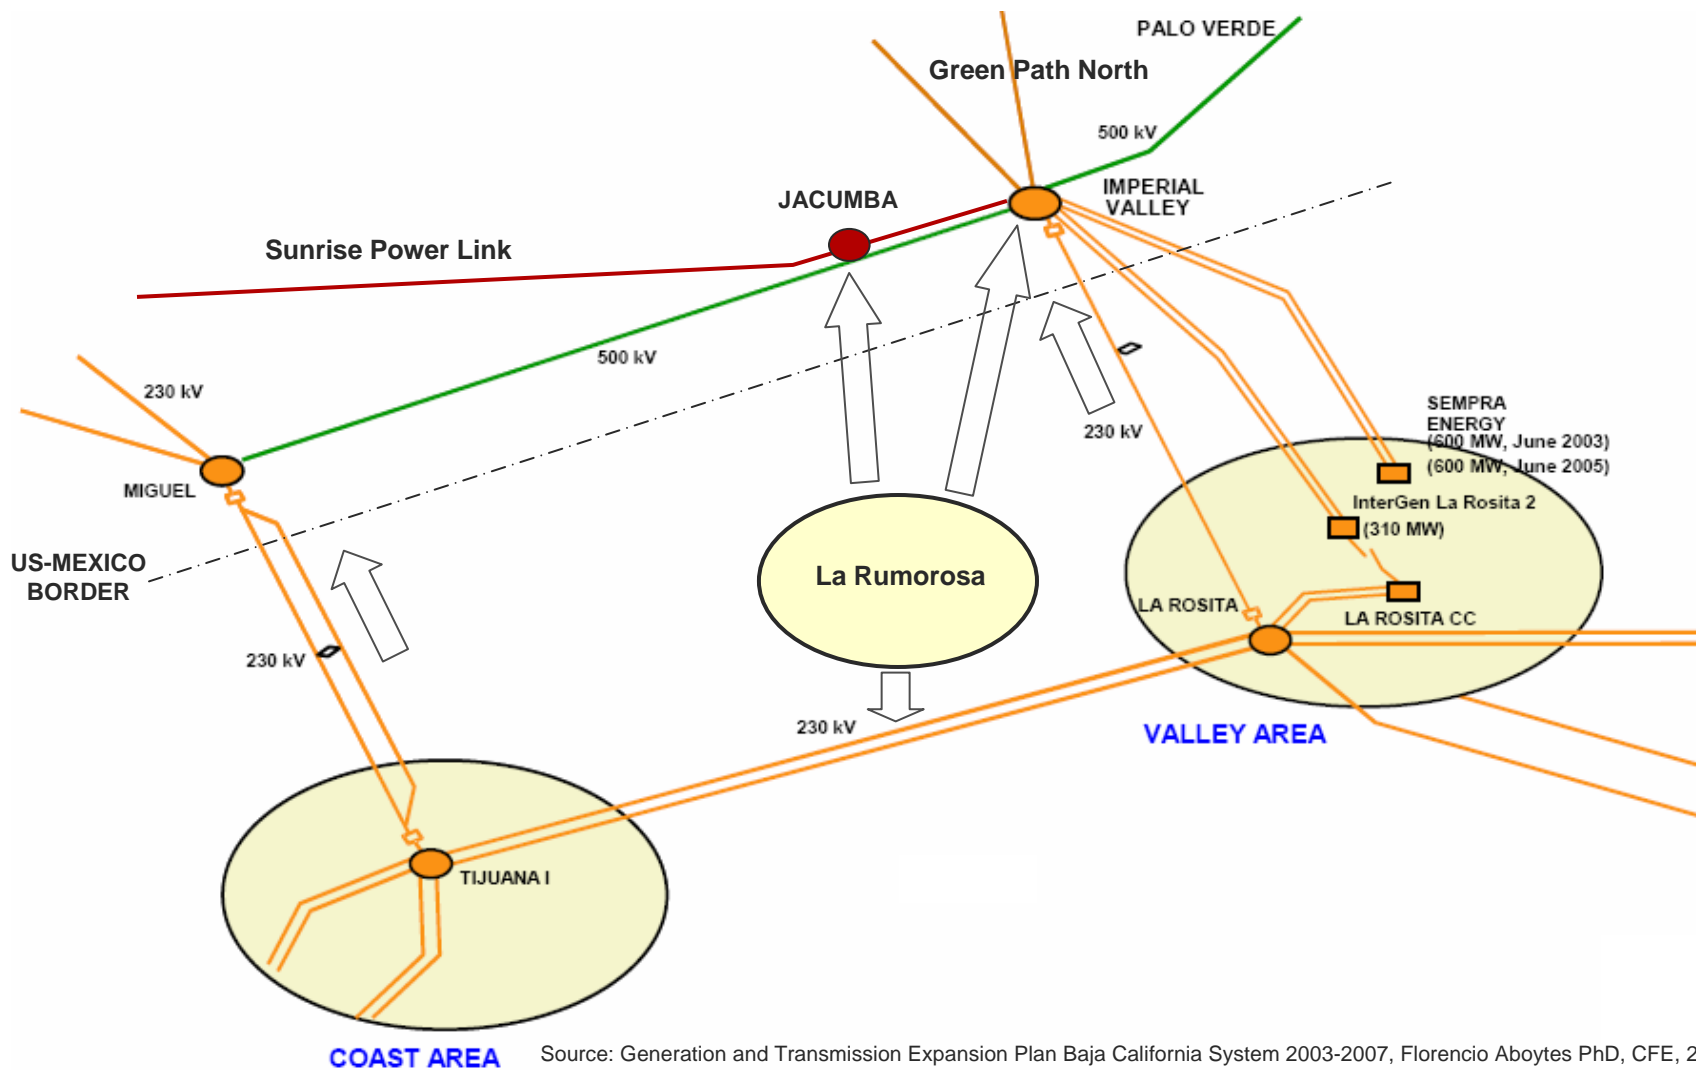 PALO VERDE
Green Path North
500 kV
IMPERIAL
VALLEY
JACUMBA
Sunrise Power Link
500 kV
230 kV
230 kV
SEMPRA
ENERGY
(600 MW, June 2003)
(600 MW, June 2005)
MIGUEL
InterGen La Rosita 2
(310 MW)
US-MEXICO
BORDER
La Rumorosa
LA ROSITA
LA ROSITA CC
230 kV
230 kV
VALLEY AREA
TIJUANA I
COAST AREA
Source: Generation and Transmission Expansion Plan Baja California System 2003-2007, Florencio Aboytes PhD, CFE, 2